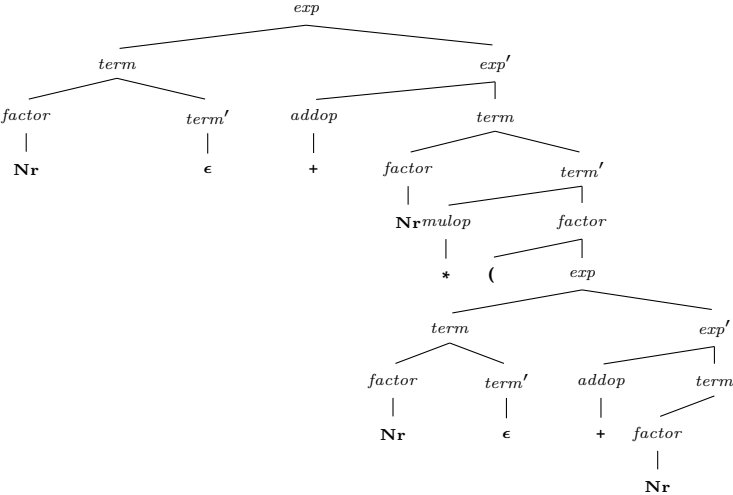 exp
term exp′
factor term′ addop term
Nr ϵ + factor term′
Nr mulop factor
* ( exp
term exp′
factor term′ addop term
Nr ϵ + factor
Nr